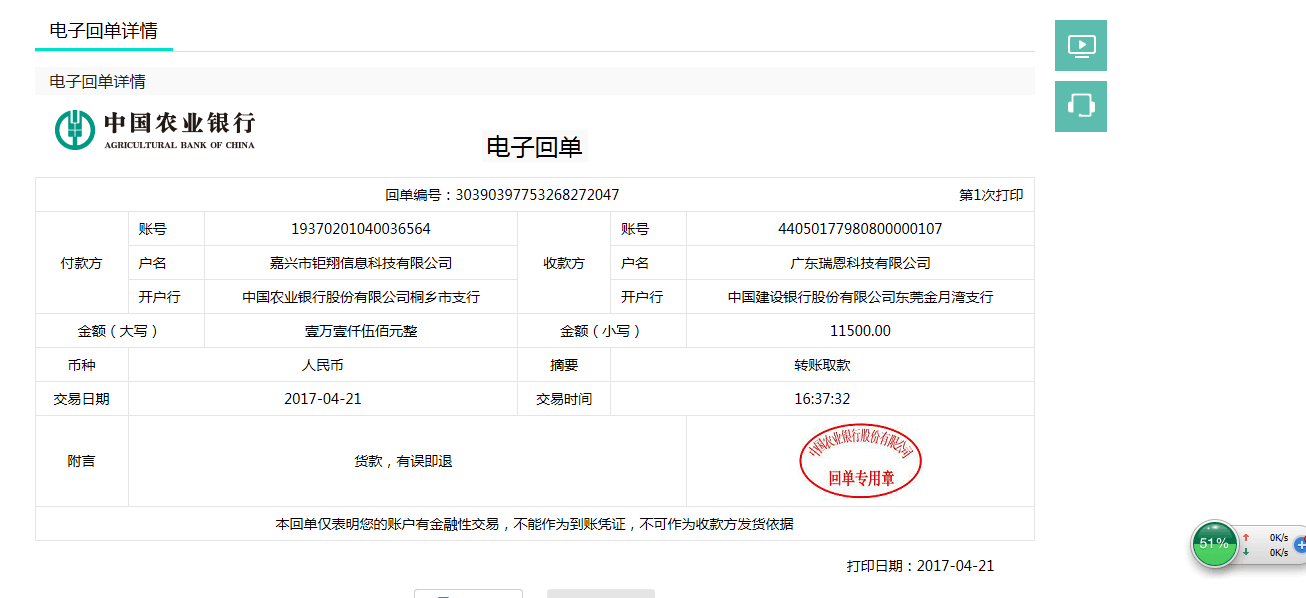 电子回单详情
电子回单详情
中国农业银行
AGRICULTURAL BANK OF CHINA
电子回单
回单编号：30390397753268272047 第1次打印
付款方 账号 19370201040036564 收款方 账号 44050177980800000107
户名 嘉兴市钜翔信息科技有限公司 户名 广东瑞恩科技有限公司
开户行 中国农业银行股份有限公司桐乡市支行 开户行 中国建设银行股份有限公司东莞金月湾支行
金额（大写） 壹万壹仟伍佰元整 金额（小写） 11500.00
币种 人民币 摘要 转账取款
交易日期 2017-04-21 交易时间 16:37:32
附言 货款，有误即退
中国农业银行股份有限公司
回单专用章
本回单仅表明您的账户有金融性交易，不能作为到账凭证，不可作为收款方发货依据
打印日期：2017-04-21
51%
0K/s
0K/s